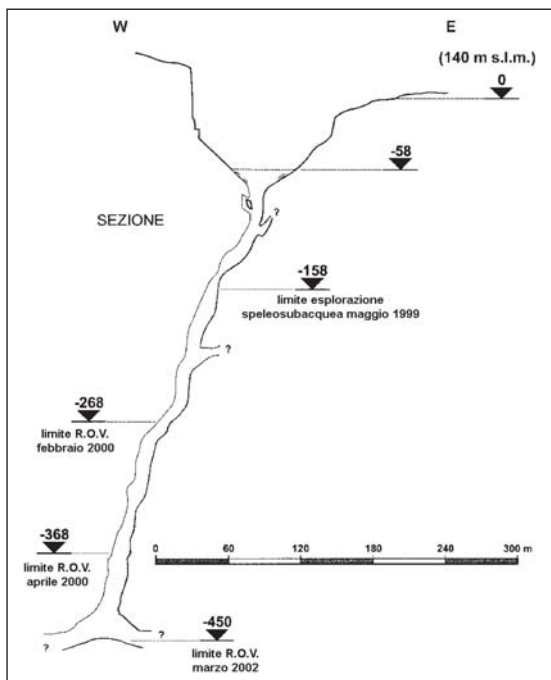 W
E
(140 m s.l.m.)
0
-58
?
SEZIONE
-158
limite esplorazione
speleosubacquea maggio 1999
?
-268
limite R.O.V.
febbraio 2000
-368
limite R.O.V.
aprile 2000
0 60 120 180 240 300 m
?
?
-450
limite R.O.V.
marzo 2002